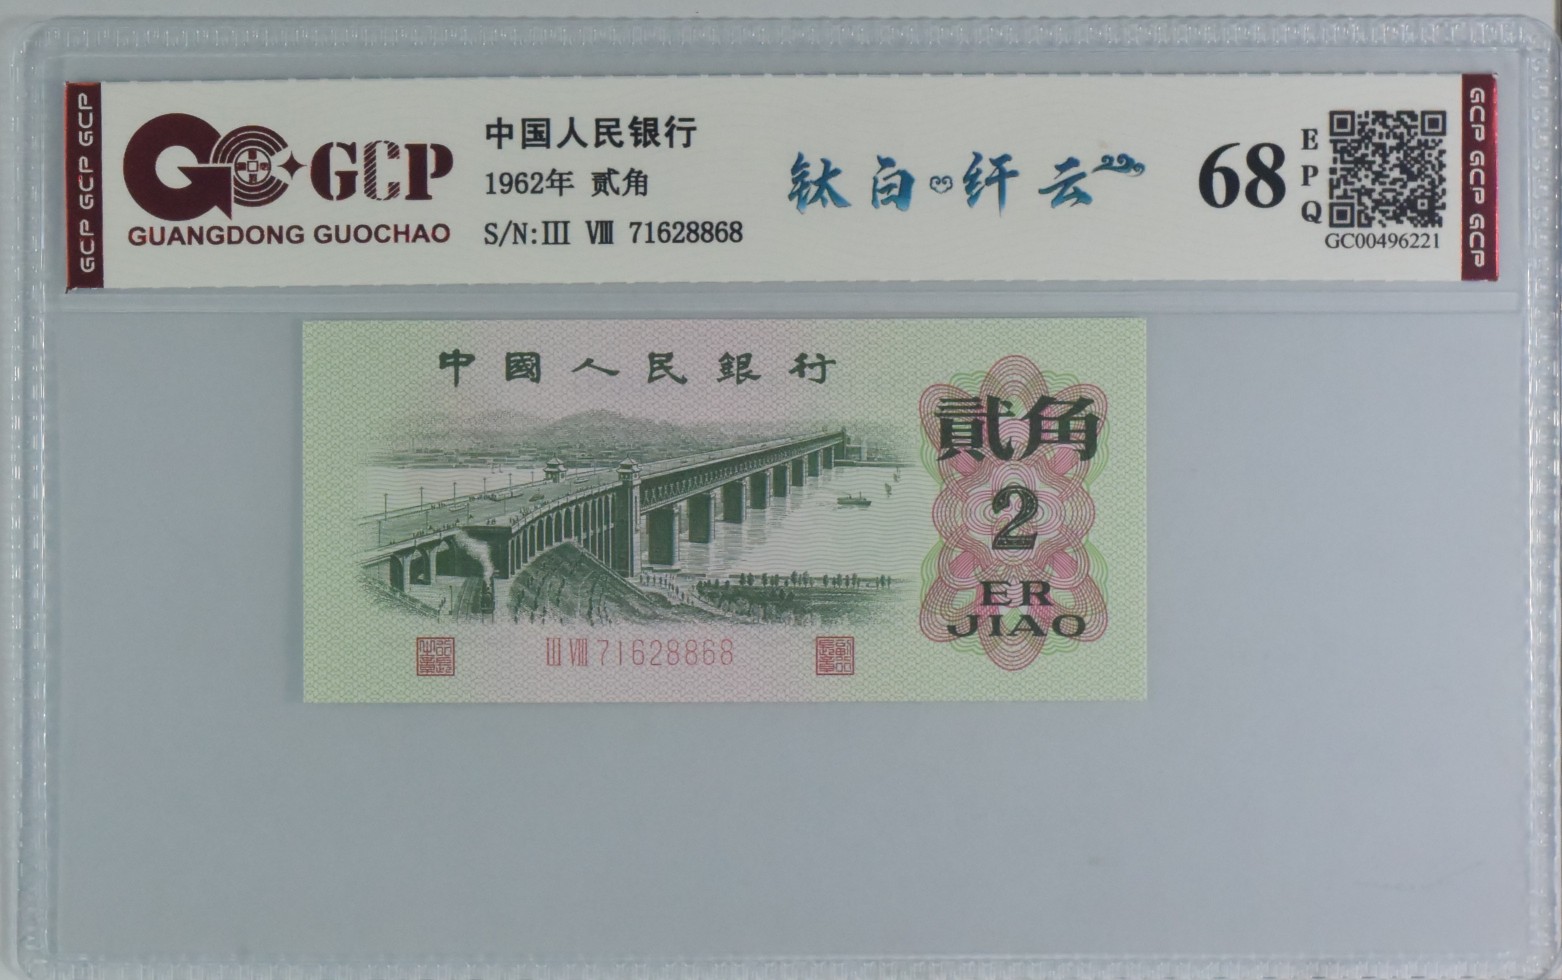 GCP GCP GCP
GCP
GUANGDONG GUOCHAO
中国人民银行
1962年 贰角
S/N:III VIII 71628868
钛白 纤云
68
EPQ
GC00496221
GCP GCP GCP
中國人民銀行
貳角
2
ER
JIAO
III VIII 71628868